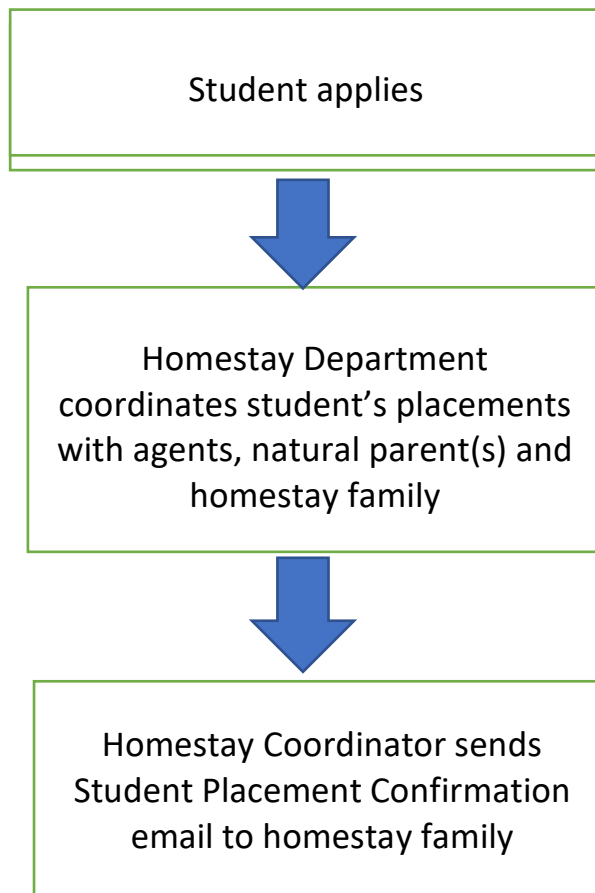 Student applies
Homestay Department
coordinates student’s placements
with agents, natural parent(s) and
homestay family
Homestay Coordinator sends
Student Placement Confirmation
email to homestay family